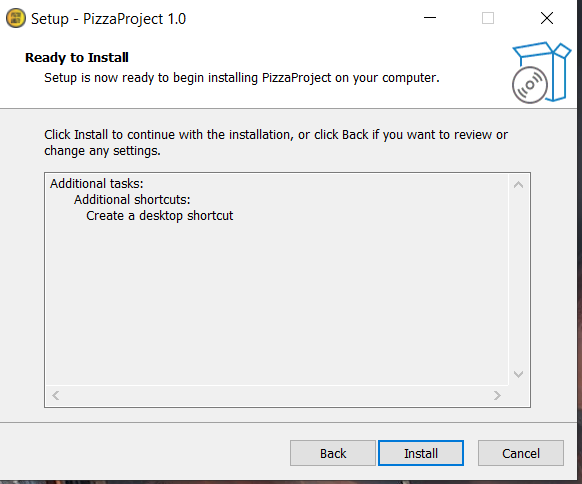 Setup - PizzaProject 1.0
Ready to Install
Setup is now ready to begin installing PizzaProject on your computer.
Click Install to continue with the installation, or click Back if you want to review or
change any settings.
Additional tasks:
Additional shortcuts:
Create a desktop shortcut
Back
Install
Cancel